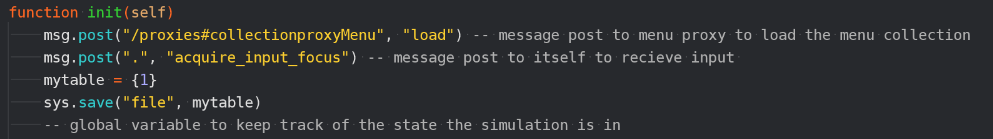 function init(self)
msg.post("/proxies#collectionproxyMenu", "load") -- message post to menu proxy to load the menu collection
msg.post(".", "acquire_input_focus") -- message post to itself to recieve input
mytable = {1}
sys.save("file", mytable)
-- global variable to keep track of the state the simulation is in